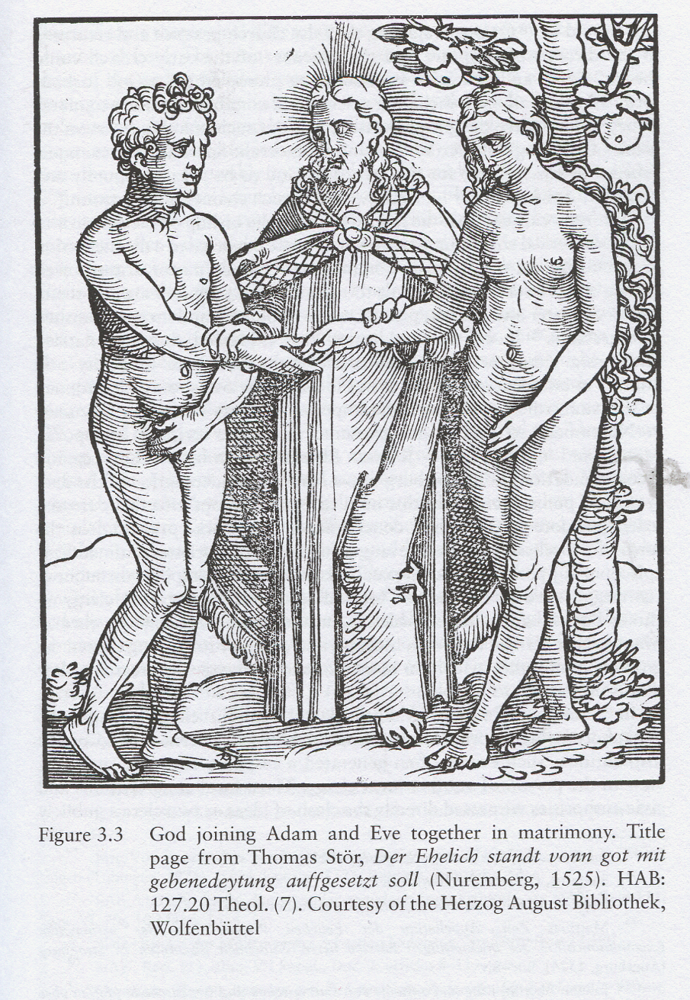 Figure 3.3 God joining Adam and Eve together in matrimony. Title
page from Thomas Stör, Der Ehelich standt vonn got mit
gebenedeytung auffgesetzt soll (Nuremberg, 1525). HAB:
127.20 Theol. (7). Courtesy of the Herzog August Bibliothek,
Wolfenbüttel